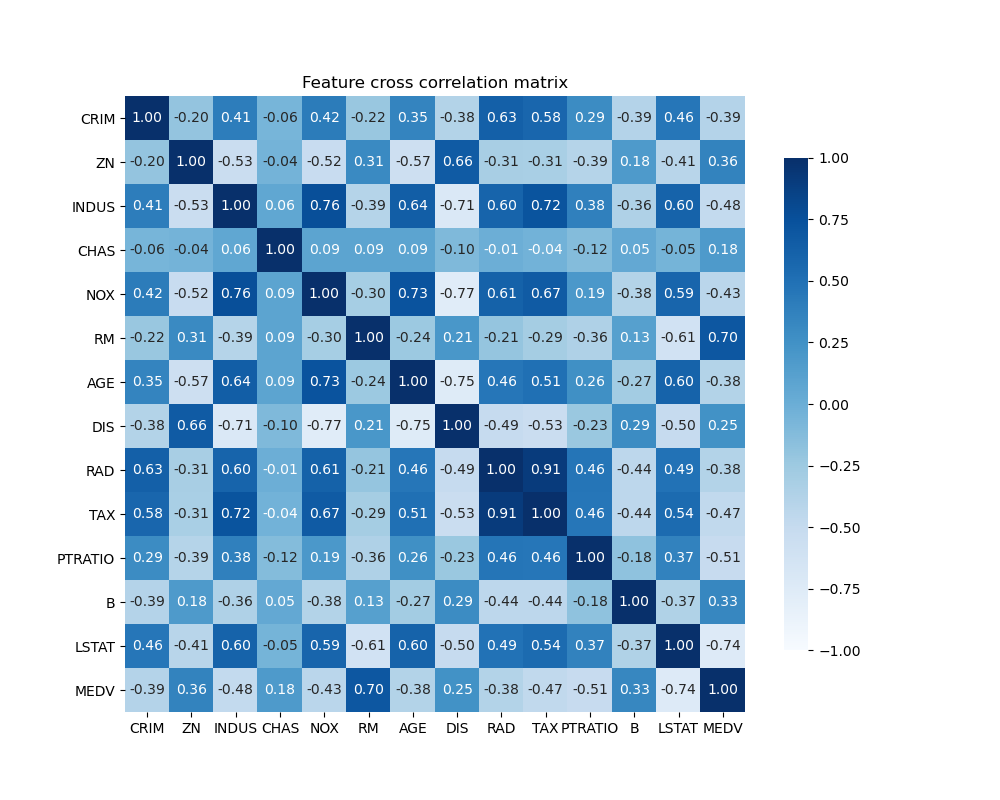 Feature cross correlation matrix
CRIM 1.00 -0.20 0.41 -0.06 0.42 -0.22 0.35 -0.38 0.63 0.58 0.29 -0.39 0.46 -0.39
ZN -0.20 1.00 -0.53 -0.04 -0.52 0.31 -0.57 0.66 -0.31 -0.31 -0.39 0.18 -0.41 0.36
INDUS 0.41 -0.53 1.00 0.06 0.76 -0.39 0.64 -0.71 0.60 0.72 0.38 -0.36 0.60 -0.48
CHAS -0.06 -0.04 0.06 1.00 0.09 0.09 0.09 -0.10 -0.01 -0.04 -0.12 0.05 -0.05 0.18
NOX 0.42 -0.52 0.76 0.09 1.00 -0.30 0.73 -0.77 0.61 0.67 0.19 -0.38 0.59 -0.43
RM -0.22 0.31 -0.39 0.09 -0.30 1.00 -0.24 0.21 -0.21 -0.29 -0.36 0.13 -0.61 0.70
AGE 0.35 -0.57 0.64 0.09 0.73 -0.24 1.00 -0.75 0.46 0.51 0.26 -0.27 0.60 -0.38
DIS -0.38 0.66 -0.71 -0.10 -0.77 0.21 -0.75 1.00 -0.49 -0.53 -0.23 0.29 -0.50 0.25
RAD 0.63 -0.31 0.60 -0.01 0.61 -0.21 0.46 -0.49 1.00 0.91 0.46 -0.44 0.49 -0.38
TAX 0.58 -0.31 0.72 -0.04 0.67 -0.29 0.51 -0.53 0.91 1.00 0.46 -0.44 0.54 -0.47
PTRATIO 0.29 -0.39 0.38 -0.12 0.19 -0.36 0.26 -0.23 0.46 0.46 1.00 -0.18 0.37 -0.51
B -0.39 0.18 -0.36 0.05 -0.38 0.13 -0.27 0.29 -0.44 -0.44 -0.18 1.00 -0.37 0.33
LSTAT 0.46 -0.41 0.60 -0.05 0.59 -0.61 0.60 -0.50 0.49 0.54 0.37 -0.37 1.00 -0.74
MEDV -0.39 0.36 -0.48 0.18 -0.43 0.70 -0.38 0.25 -0.38 -0.47 -0.51 0.33 -0.74 1.00
CRIM ZN INDUS CHAS NOX RM AGE DIS RAD TAX PTRATIO B LSTAT MEDV
1.00
0.75
0.50
0.25
0.00
−0.25
−0.50
−0.75
−1.00